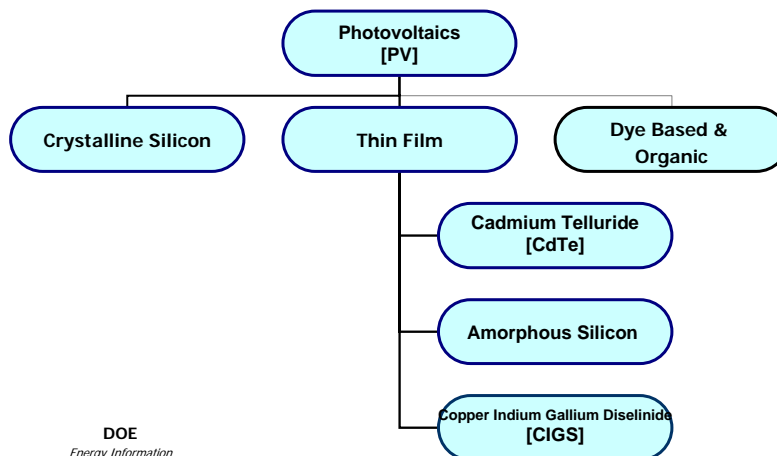 Photovoltaics
[PV]
Crystalline Silicon
Thin Film
Dye Based &
Organic
Cadmium Telluride
[CdTe]
Amorphous Silicon
Copper Indium Gallium Diselinide
[CIGS]
DOE
Energy Information